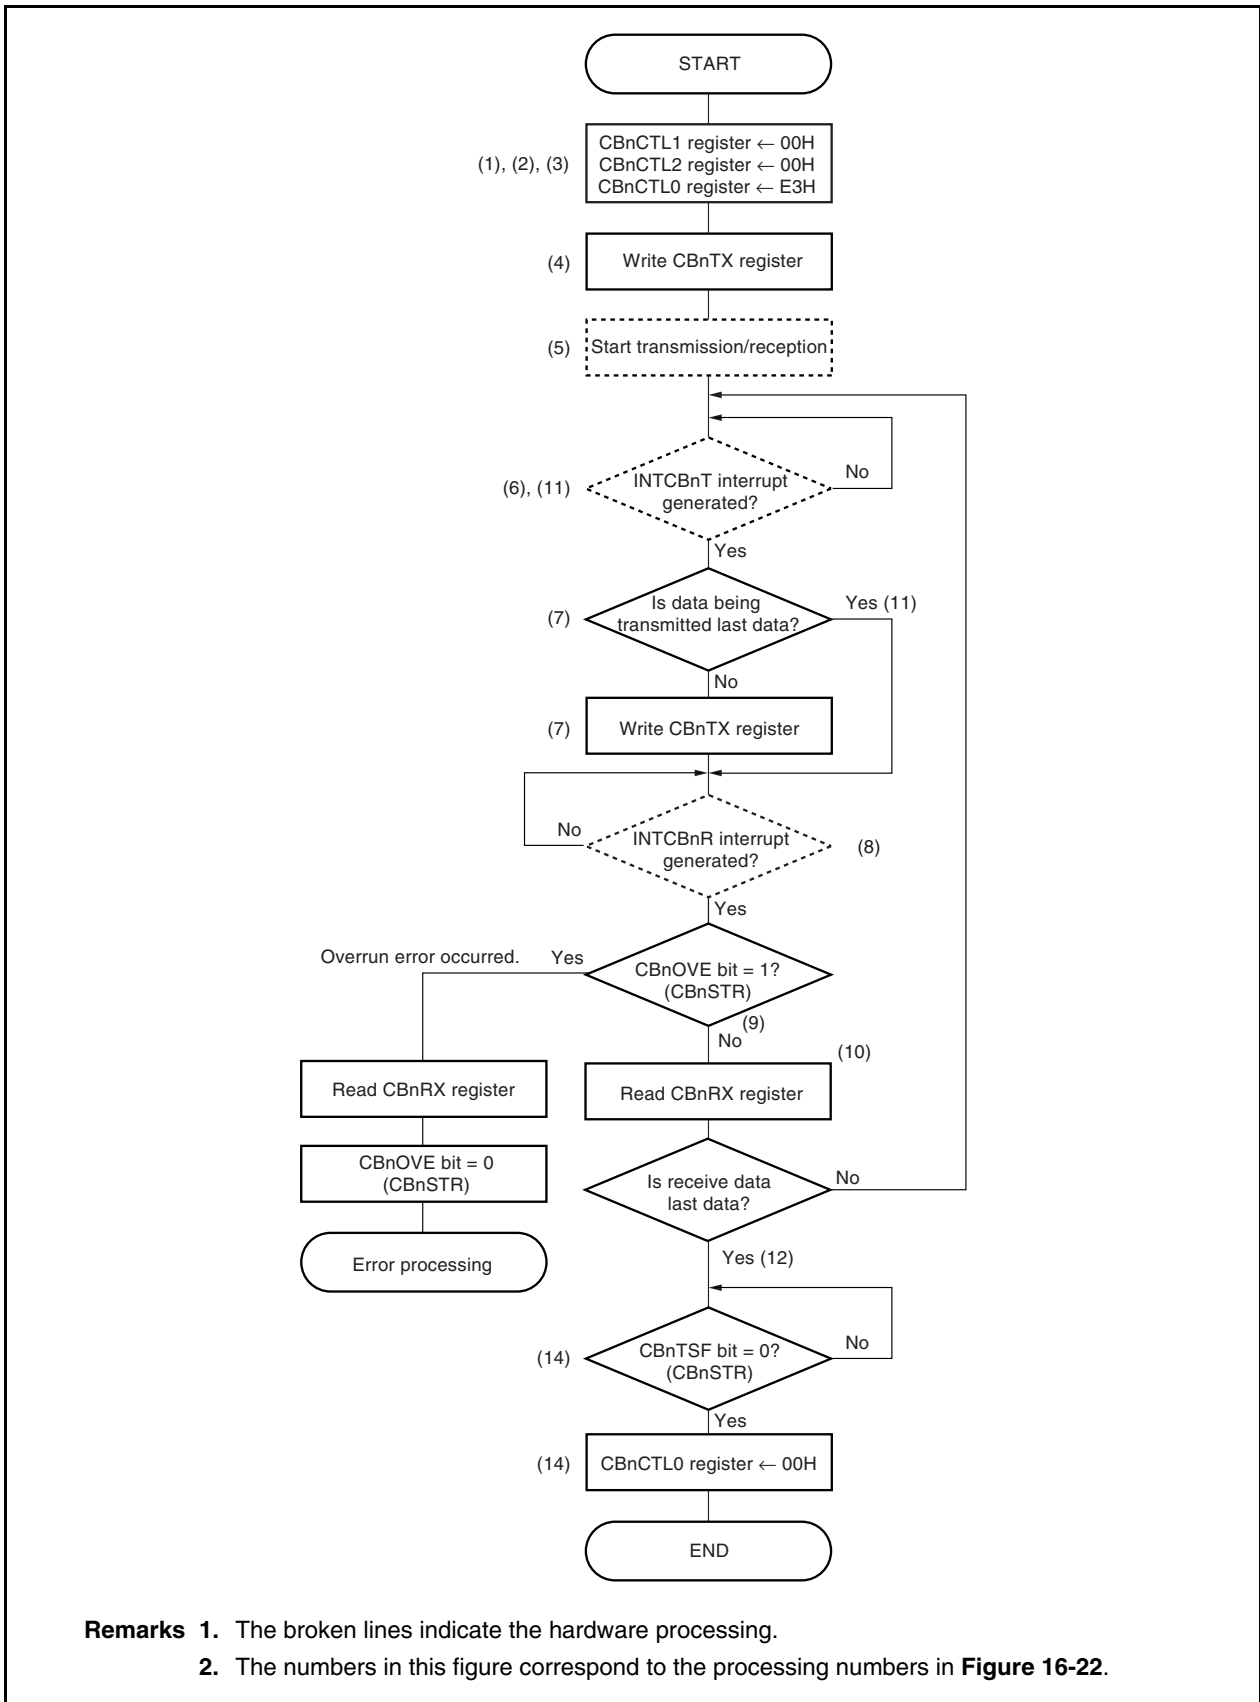 START
(1), (2), (3)
CBnCTL1 register ← 00H
CBnCTL2 register ← 00H
CBnCTL0 register ← E3H
(4)
Write CBnTX register
(5)
Start transmission/reception
(6), (11)
INTCBnT interrupt
generated?
No
Yes
(7)
Is data being
transmitted last data?
Yes (11)
No
(7)
Write CBnTX register
No
INTCBnR interrupt
generated?
(8)
Yes
Overrun error occurred.
Yes
CBnOVE bit = 1?
(CBnSTR)
(9)
No
(10)
Read CBnRX register
Read CBnRX register
CBnOVE bit = 0
(CBnSTR)
Is receive data
last data?
No
Error processing
Yes (12)
(14)
CBnTSF bit = 0?
(CBnSTR)
No
Yes
(14)
CBnCTL0 register ← 00H
END
Remarks 1. The broken lines indicate the hardware processing.
2. The numbers in this figure correspond to the processing numbers in Figure 16-22.